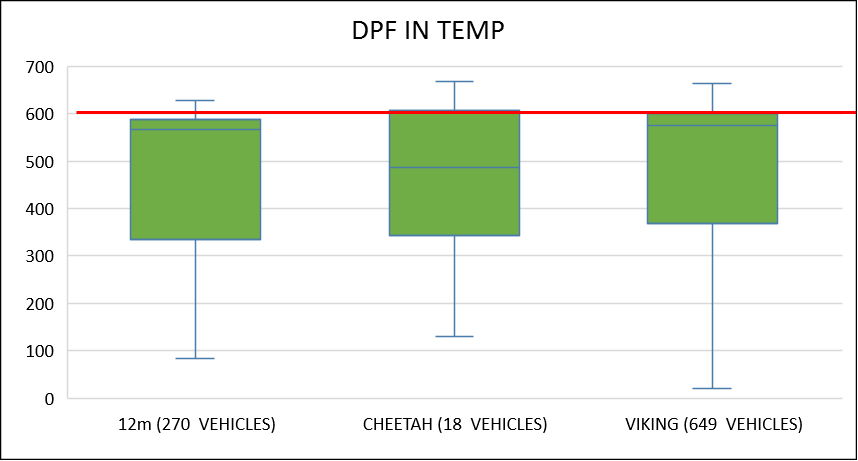 DPF IN TEMP
700
600
500
400
300
200
100
0
12m (270  VEHICLES)
CHEETAH (18  VEHICLES)
VIKING (649  VEHICLES)